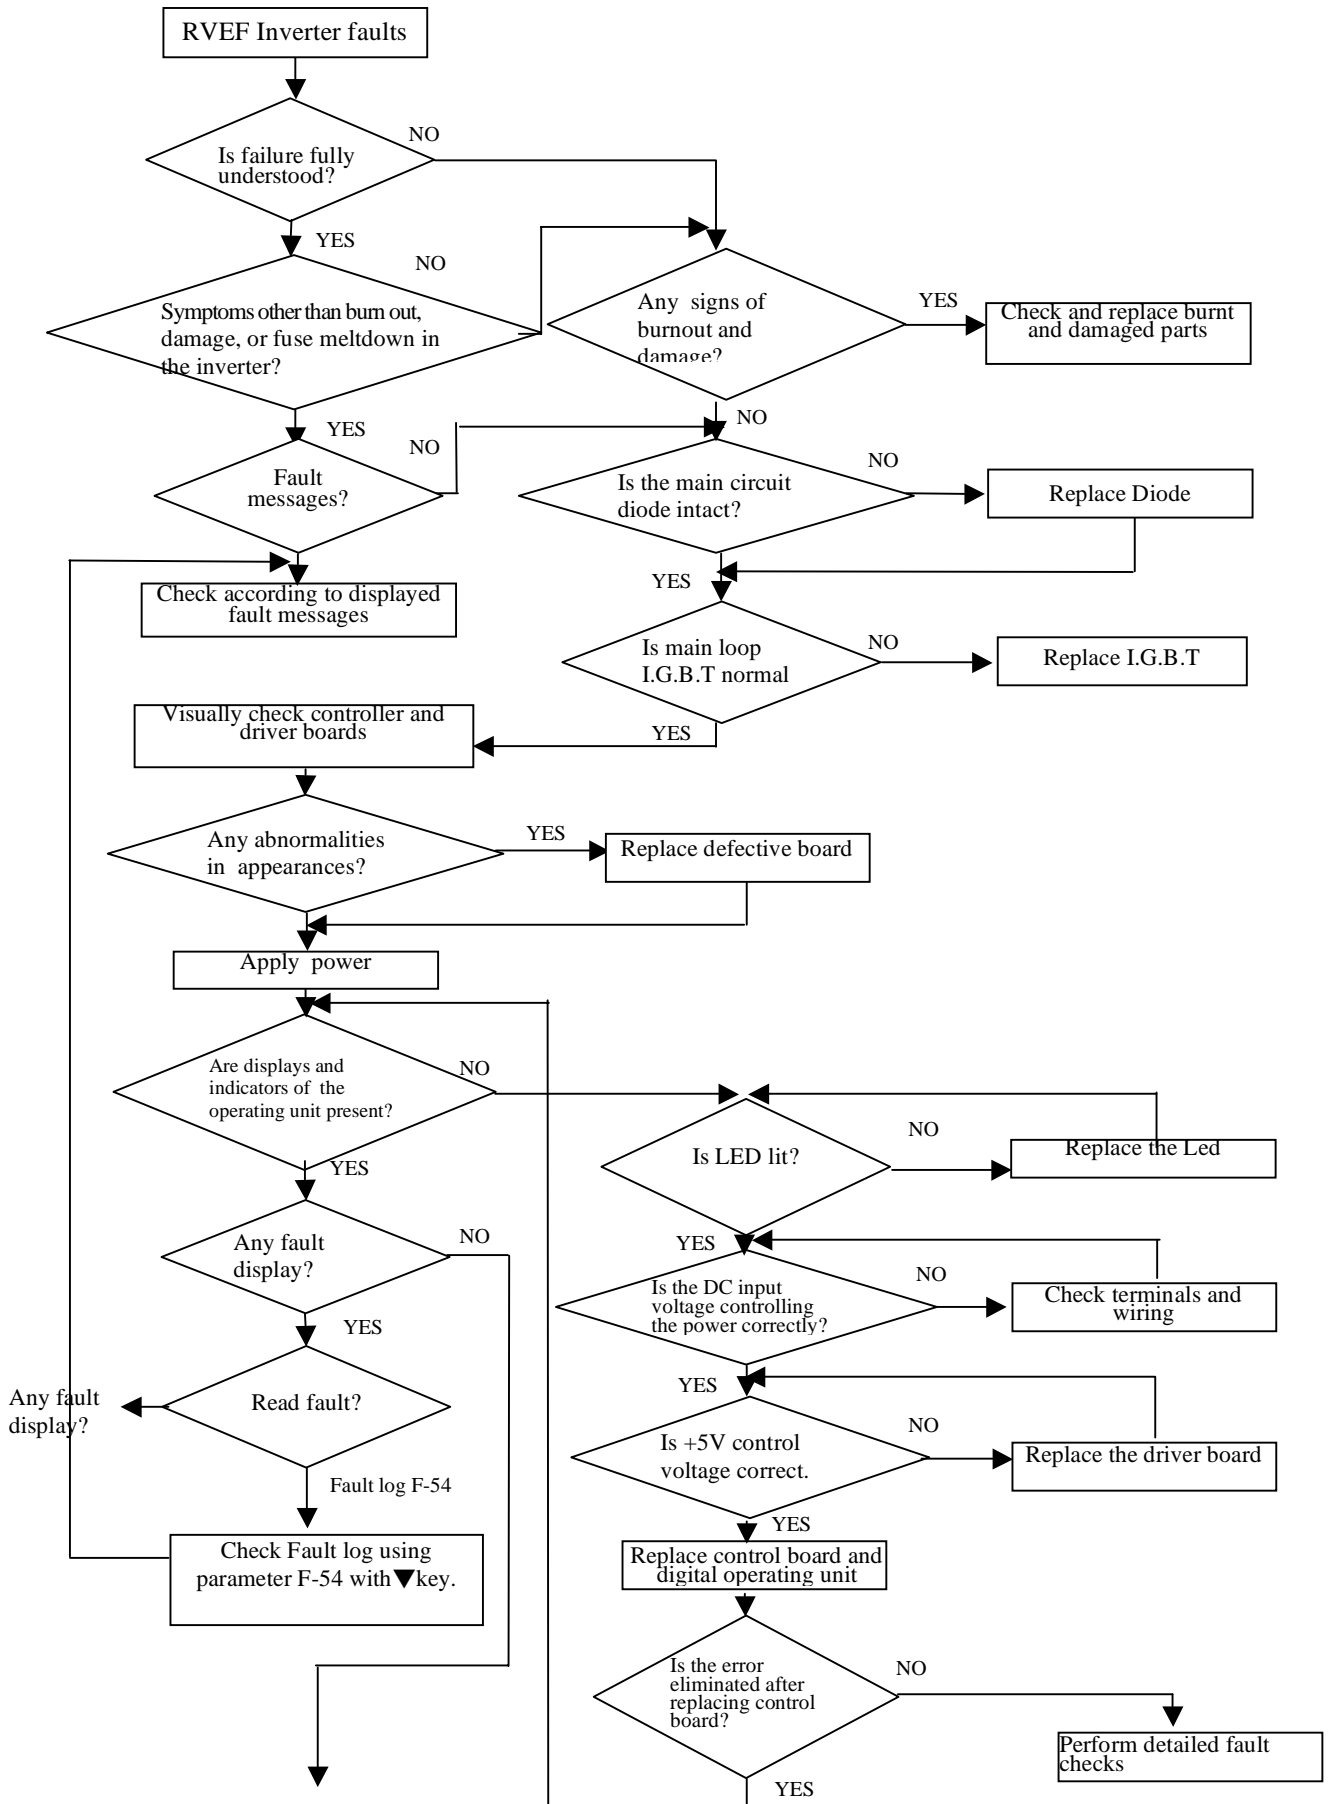 RVEF Inverter faults
NO
Is failure fully
understood?
YES
NO
Symptoms other than burn out,
damage, or fuse meltdown in
the inverter?
Any signs of
burnout and
damage?
YES
Check and replace burnt
and damaged parts
YES
NO
NO
Fault
messages?
Is the main circuit
diode intact?
NO
Replace Diode
Check according to displayed
fault messages
YES
Is main loop
I.G.B.T normal
NO
Replace I.G.B.T
Visually check controller and
driver boards
YES
Any abnormalities
in appearances?
YES
Replace defective board
Apply power
Are displays and
indicators of the
operating unit present?
NO
YES
Is LED lit?
NO
Replace the Led
Any fault
display?
NO
YES
Is the DC input
voltage controlling
the power correctly?
NO
Check terminals and
wiring
YES
Any fault
display?
Read fault?
YES
Is +5V control
voltage correct.
NO
Replace the driver board
Fault log F-54
YES
Check Fault log using
parameter F-54 with▼key.
Replace control board and
digital operating unit
Is the error
eliminated after
replacing control
board?
NO
Perform detailed fault
checks
YES